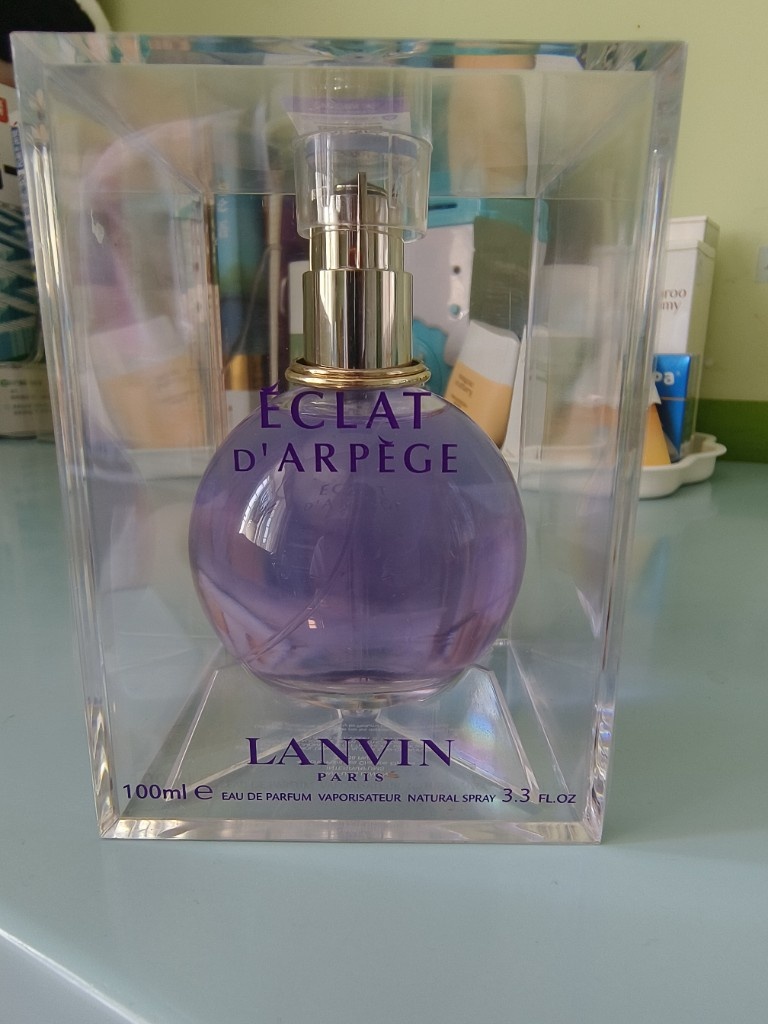 ÉCLAT
D'ARPÈGE
LANVIN
PARIS
100ml e EAU DE PARFUM VAPORISATEUR NATURAL SPRAY 3.3 FL.OZ